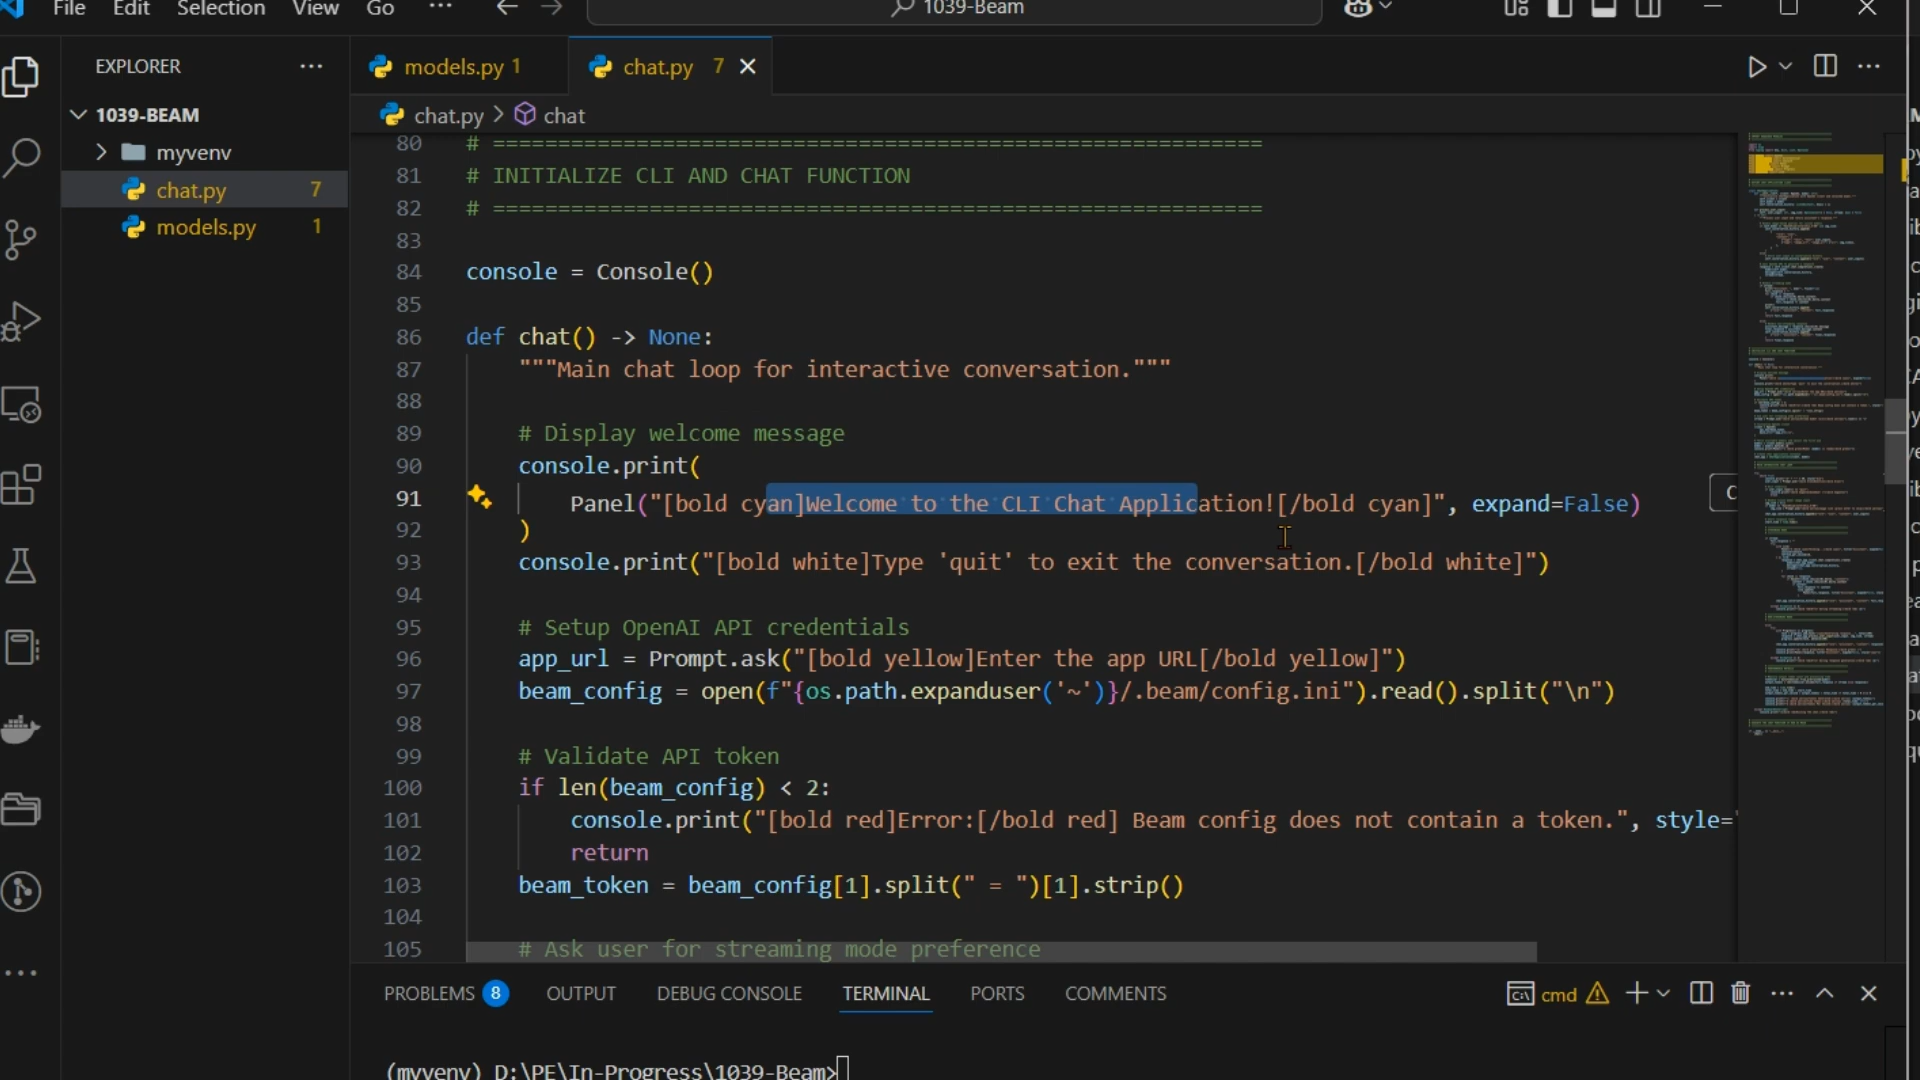 File Edit Selection View Go ··· 1039-Beam
EXPLORER ···
models.py 1
chat.py 7
1039-BEAM
chat.py > chat
myvenv
chat.py 7
models.py 1
80 # ===========================================================
81 # INITIALIZE CLI AND CHAT FUNCTION
82 # ===========================================================
83
84 console = Console()
85
86 def chat() -> None:
87 """Main chat loop for interactive conversation."""
88
89 # Display welcome message
90 console.print(
91 Panel("[bold cyan]Welcome to the CLI Chat Application![/bold cyan]", expand=False)
92 )
93 console.print("[bold white]Type 'quit' to exit the conversation.[/bold white]")
94
95 # Setup OpenAI API credentials
96 app_url = Prompt.ask("[bold yellow]Enter the app URL[/bold yellow]")
97 beam_config = open(f"{os.path.expanduser('~')}/.beam/config.ini").read().split("\n")
98
99 # Validate API token
100 if len(beam_config) < 2:
101 console.print("[bold red]Error:[/bold red] Beam config does not contain a token.", style=
102 return
103 beam_token = beam_config[1].split(" = ")[1].strip()
104
105 # Ask user for streaming mode preference
PROBLEMS 8 OUTPUT DEBUG CONSOLE TERMINAL PORTS COMMENTS cmd
(myvenv) D:\PE\In-Progress\1039-Beam>